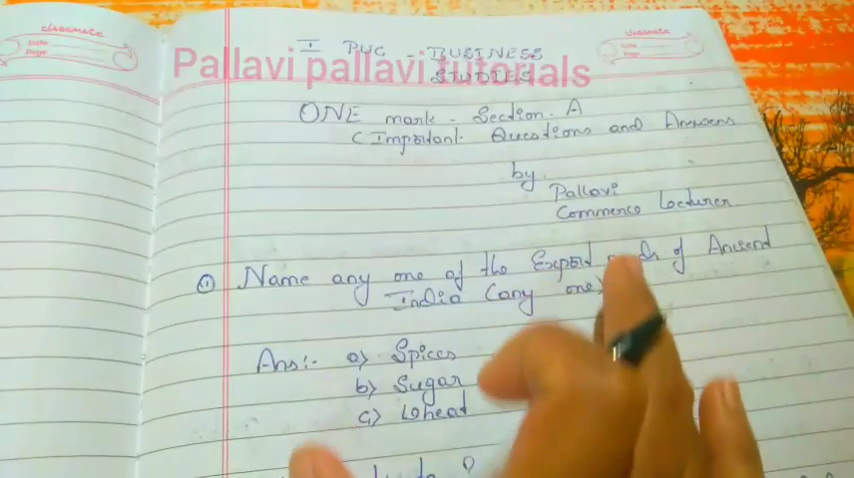 classmate
Date
Page
classmate
Date
Page
I PUC - BUSINESS
STUDIES
Pallavi pallavi tutorials
ONE mark - Section - A
(Important Questions and Answers
by
Pallavi
Commerce Lecturer
① Name any one of the Export of Ancient
India (any one)
Ans:- a) Spices
b) Sugar
c) Wheat